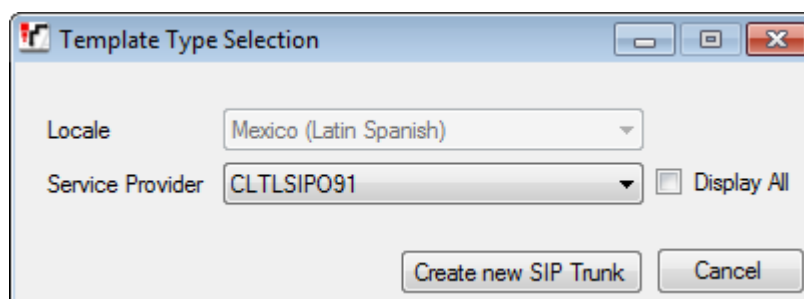 Template Type Selection
Locale Mexico (Latin Spanish)
Service Provider CLTLSIPO91 Display All
Create new SIP Trunk Cancel